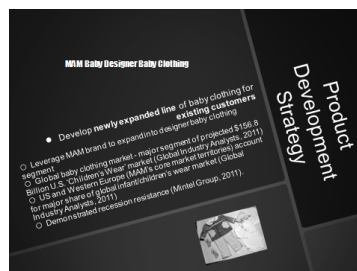 MAM Baby Designer Baby Clothing
Product
Development
Strategy
● Develop newly expanded line of baby clothing for
existing customers
○ Leverage MAM brand to expand into designer baby clothing
segment
○ Global baby clothing market - major segment of projected $156.8
Billion U.S. 'Children's Wear' market (Global Industry Analysts, 2011)
○ US and Western Europe (MAM's core market territories) account
for major share of global infant/children's wear market (Global
Industry Analysts, 2011)
○ Demonstrated recession resistance (Mintel Group, 2011).